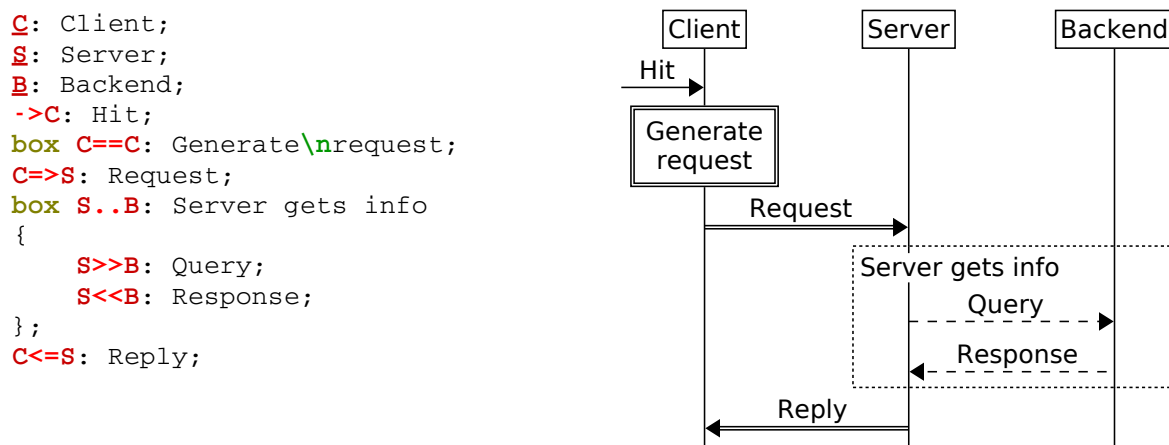 C: Client;
S: Server;
B: Backend;
->C: Hit;
box C==C: Generate\nrequest;
C=>S: Request;
box S..B: Server gets info
{
    S>>B: Query;
    S<<B: Response;
};
C<=S: Reply;
Client Server Backend
Hit
Generate
request
Request
Server gets info
Query
Response
Reply